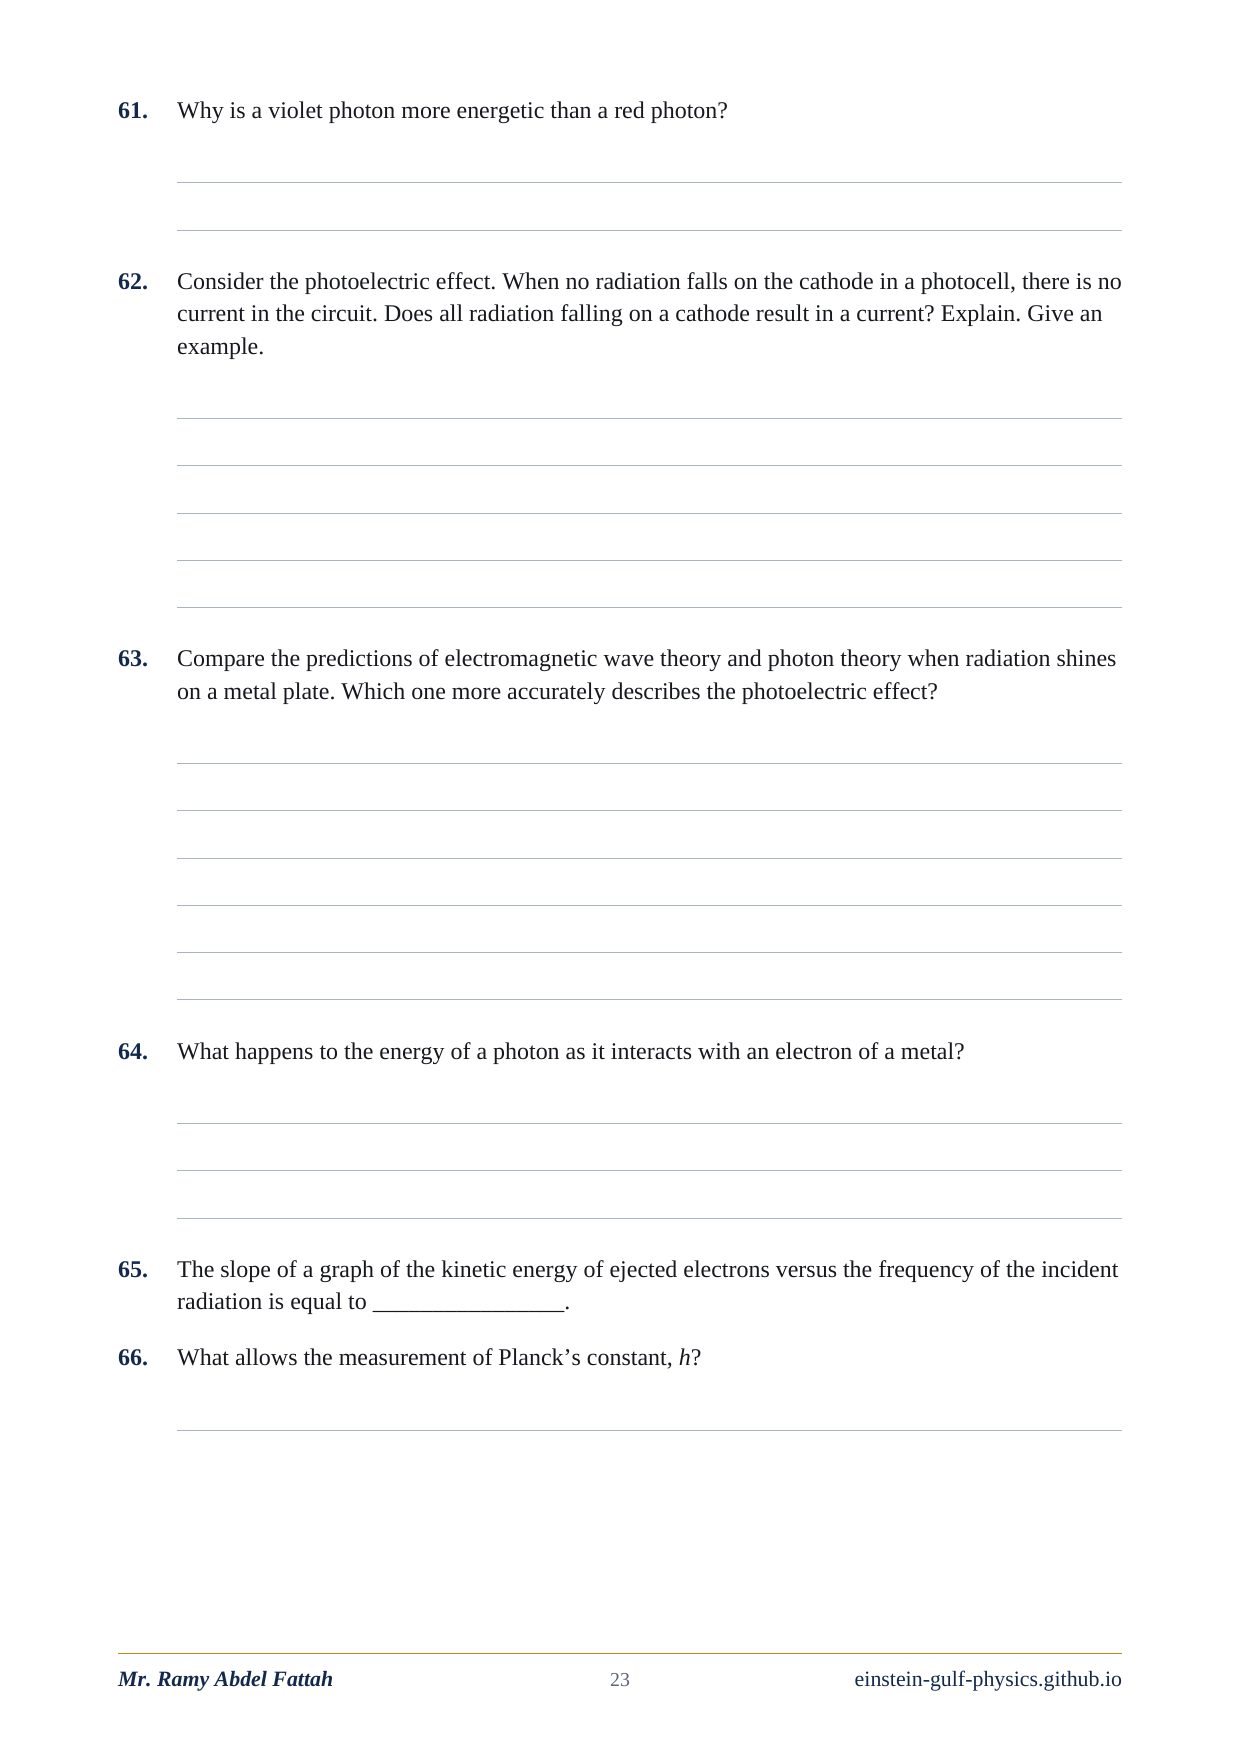 61. Why is a violet photon more energetic than a red photon?
62. Consider the photoelectric effect. When no radiation falls on the cathode in a photocell, there is no
current in the circuit. Does all radiation falling on a cathode result in a current? Explain. Give an
example.
63. Compare the predictions of electromagnetic wave theory and photon theory when radiation shines
on a metal plate. Which one more accurately describes the photoelectric effect?
64. What happens to the energy of a photon as it interacts with an electron of a metal?
65. The slope of a graph of the kinetic energy of ejected electrons versus the frequency of the incident
radiation is equal to ________________.
66. What allows the measurement of Planck’s constant, h?
Mr. Ramy Abdel Fattah 23 einstein-gulf-physics.github.io